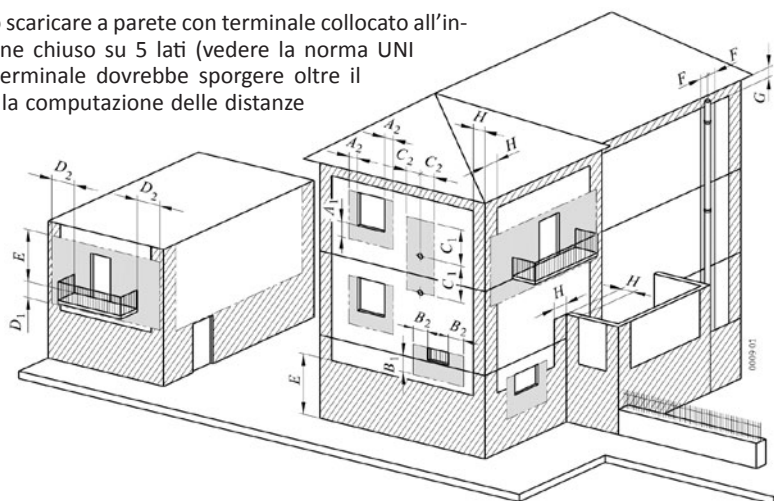 scaricare a parete con terminale collocato all'in-
ne chiuso su 5 lati (vedere la norma UNI
erminale dovrebbe sporgere oltre il
la computazione delle distanze
F
F
G
H
H
A2
A2
C2
C2
D2
D2
A1
C1
C1
E
D1
H
H
B2
B2
B1
E
0009 02